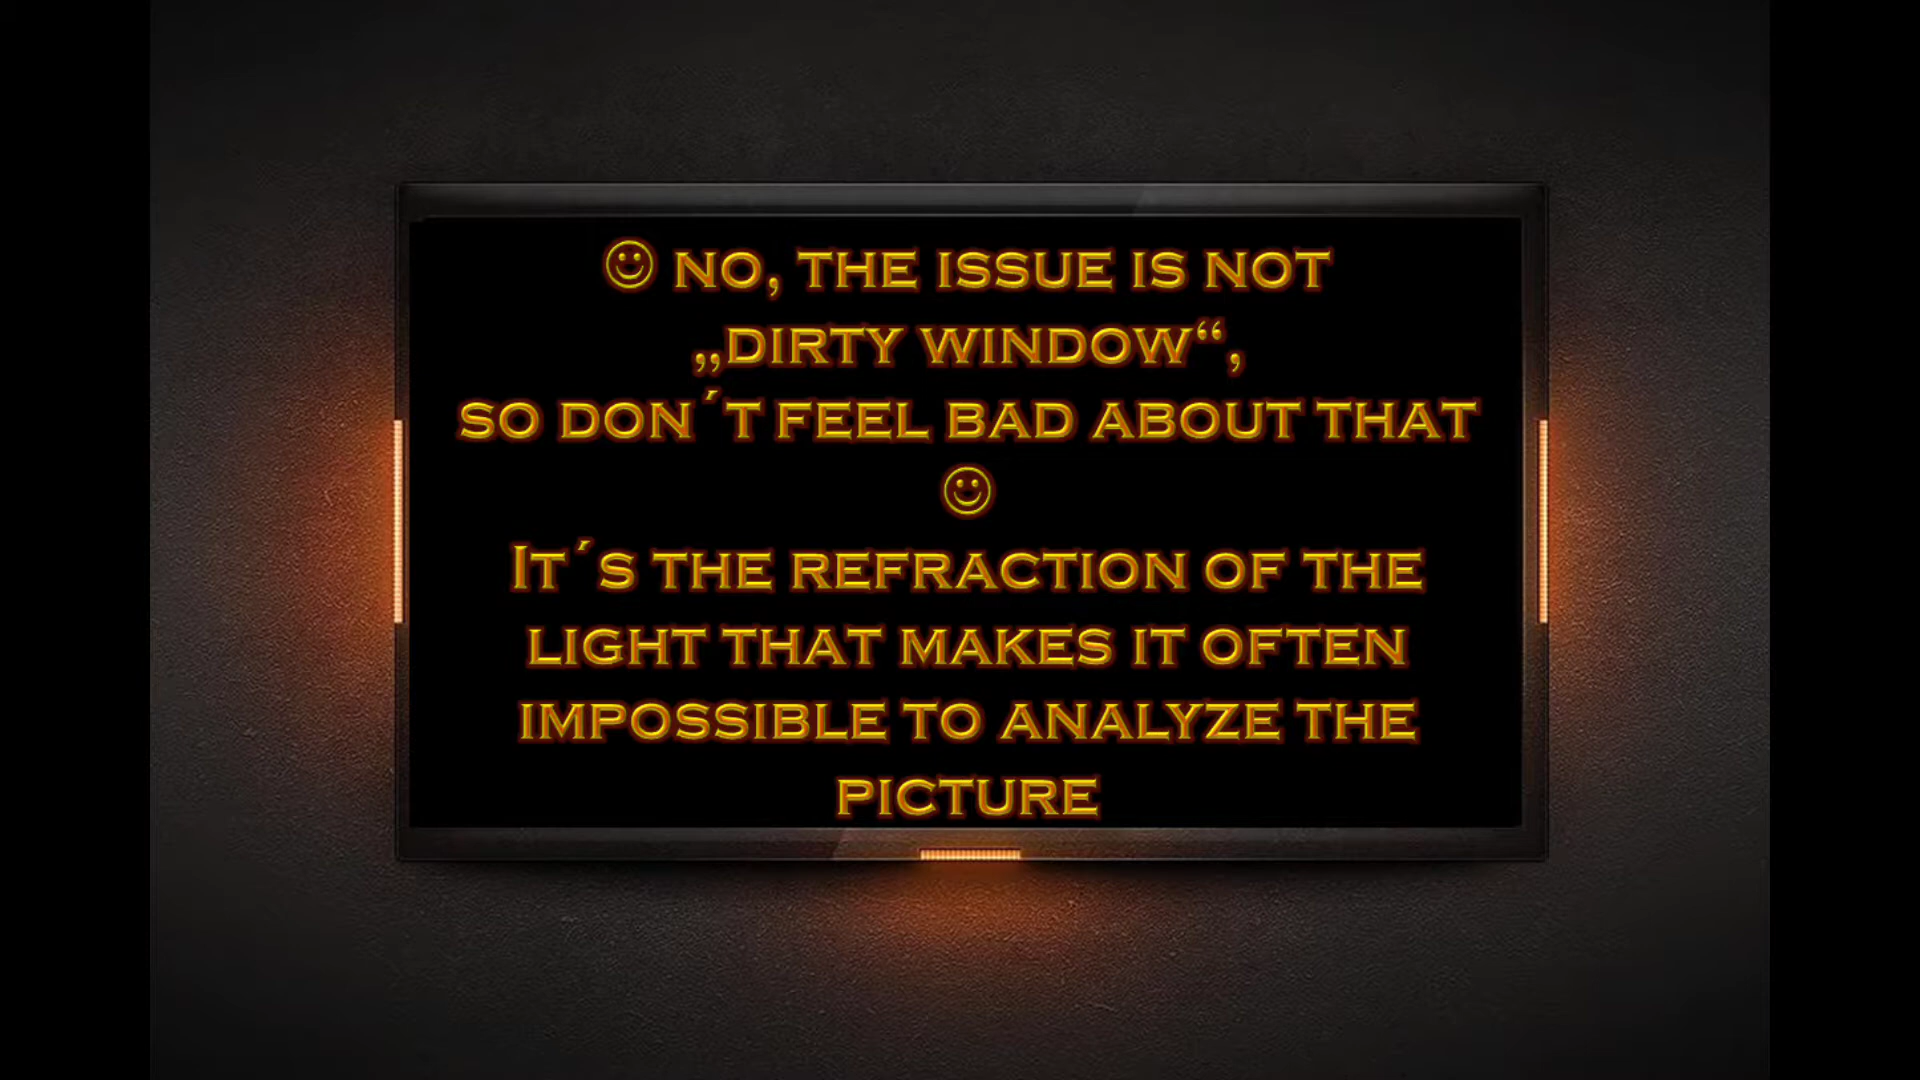 ☺ NO, THE ISSUE IS NOT
„DIRTY WINDOW“,
SO DON´T FEEL BAD ABOUT THAT
☺
IT´S THE REFRACTION OF THE
LIGHT THAT MAKES IT OFTEN
IMPOSSIBLE TO ANALYZE THE
PICTURE